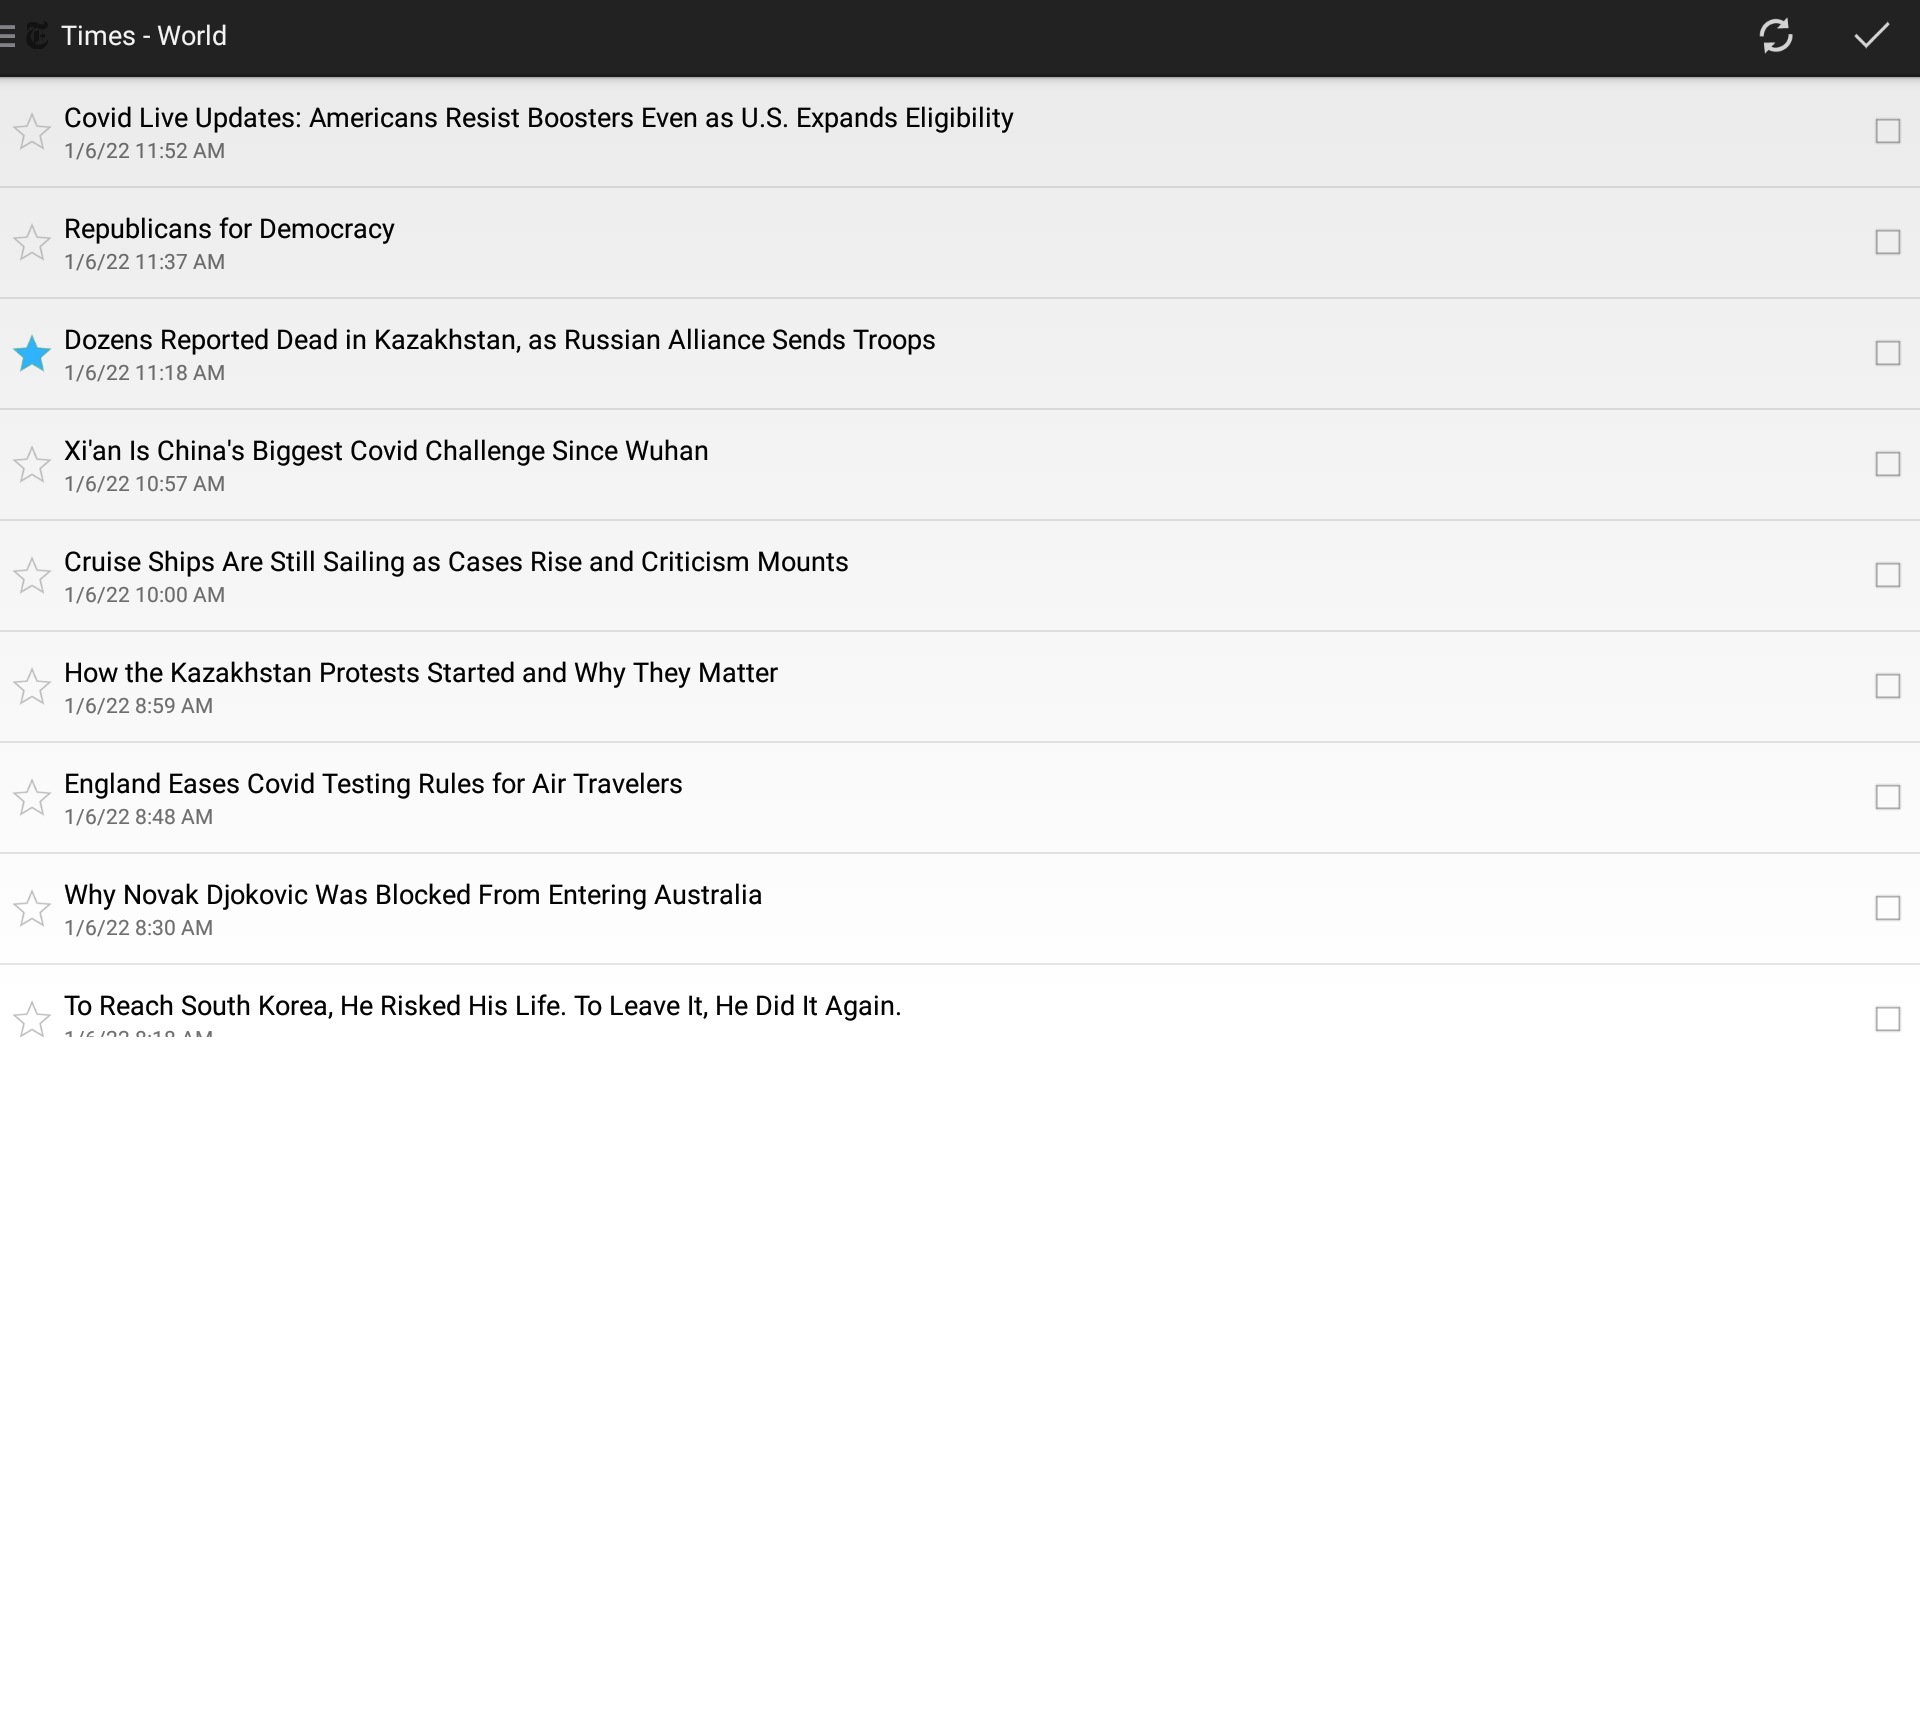 Times - World
Covid Live Updates: Americans Resist Boosters Even as U.S. Expands Eligibility
1/6/22 11:52 AM
Republicans for Democracy
1/6/22 11:37 AM
Dozens Reported Dead in Kazakhstan, as Russian Alliance Sends Troops
1/6/22 11:18 AM
Xi'an Is China's Biggest Covid Challenge Since Wuhan
1/6/22 10:57 AM
Cruise Ships Are Still Sailing as Cases Rise and Criticism Mounts
1/6/22 10:00 AM
How the Kazakhstan Protests Started and Why They Matter
1/6/22 8:59 AM
England Eases Covid Testing Rules for Air Travelers
1/6/22 8:48 AM
Why Novak Djokovic Was Blocked From Entering Australia
1/6/22 8:30 AM
To Reach South Korea, He Risked His Life. To Leave It, He Did It Again.